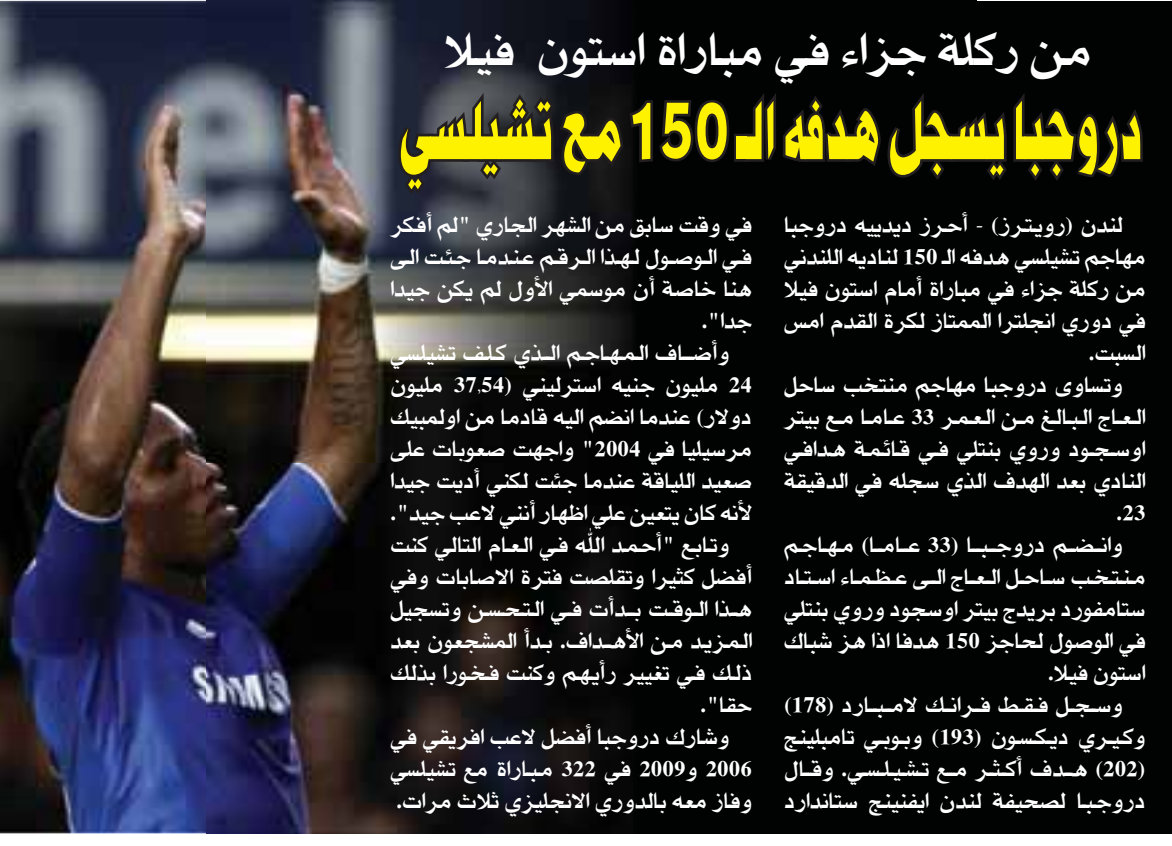 من ركلة جزاء في مباراة استون فيلا
دروجبا يسجل هدفه الـ 150 مع تشيلسي
لندن (رويترز) - أحرز ديدييه دروجبا
مهاجم تشيلسي هدفه الـ 150 لناديه اللندني
من ركلة جزاء في مباراة أمام استون فيلا
في دوري انجلترا الممتاز لكرة القدم امس
السبت.
وتساوى دروجبا مهاجم منتخب ساحل
العاج البالغ من العمر 33 عاما مع بيتر
اوسجود وروي بنتلي في قائمة هدافي
النادي بعد الهدف الذي سجله في الدقيقة
23.
وانضم دروجبا (33 عاما) مهاجم
منتخب ساحل العاج الى عظماء استاد
ستامفورد بريدج بيتر اوسجود وروي بنتلي
في الوصول لحاجز 150 هدفا اذا هز شباك
استون فيلا.
وسجل فقط فرانك لامبارد (178)
وكيري ديكسون (193) وبوبي تامبلينج
(202) هدف أكثر مع تشيلسي. وقال
دروجبا لصحيفة لندن ايفنينج ستاندارد
في وقت سابق من الشهر الجاري "لم أفكر
في الوصول لهذا الرقم عندما جئت الى
هنا خاصة أن موسمي الأول لم يكن جيدا
جدا".
وأضاف المهاجم الذي كلف تشيلسي
24 مليون جنيه استرليني (37,54 مليون
دولار) عندما انضم اليه قادما من اولمبيك
مرسيليا في 2004" واجهت صعوبات على
صعيد اللياقة عندما جئت لكني أديت جيدا
لأنه كان يتعين علي اظهار أنني لاعب جيد".
وتابع "أحمد الله في العام التالي كنت
أفضل كثيرا وتقلصت فترة الاصابات وفي
هذا الوقت بدأت في التحسن وتسجيل
المزيد من الأهداف. بدأ المشجعون بعد
ذلك في تغيير رأيهم وكنت فخورا بذلك
حقا".
وشارك دروجبا أفضل لاعب افريقي في
2006 و2009 في 322 مباراة مع تشيلسي
وفاز معه بالدوري الانجليزي ثلاث مرات.
hels
SAMS